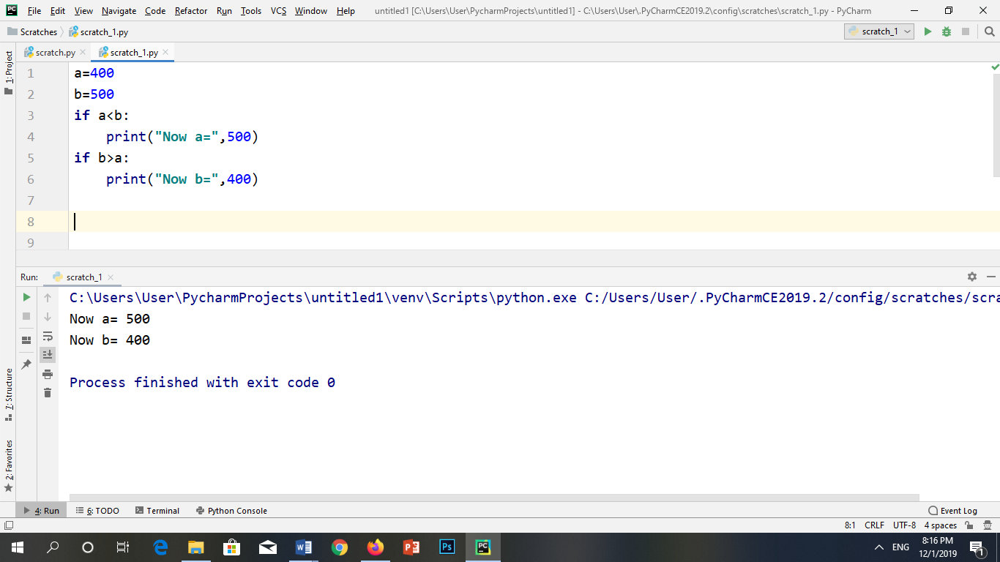 PC File Edit View Navigate Code Refactor Run Tools VCS Window Help untitled1 [C:\Users\User\PycharmProjects\untitled1] - C:\Users\User\.PyCharmCE2019.2\config\scratches\scratch_1.py - PyCharm
Scratches scratch_1.py scratch_1
1: Project
scratch.py scratch_1.py
1 a=400
2 b=500
3 if a<b:
4     print("Now a=",500)
5 if b>a:
6     print("Now b=",400)
7
8
9
Run: scratch_1
C:\Users\User\PycharmProjects\untitled1\venv\Scripts\python.exe C:/Users/User/.PyCharmCE2019.2/config/scratches/scra
Now a= 500
Now b= 400
Process finished with exit code 0
7: Structure
2: Favorites
4: Run 6: TODO Terminal Python Console Event Log
8:1 CRLF UTF-8 4 spaces
Ps PC ENG 8:16 PM
12/1/2019 1